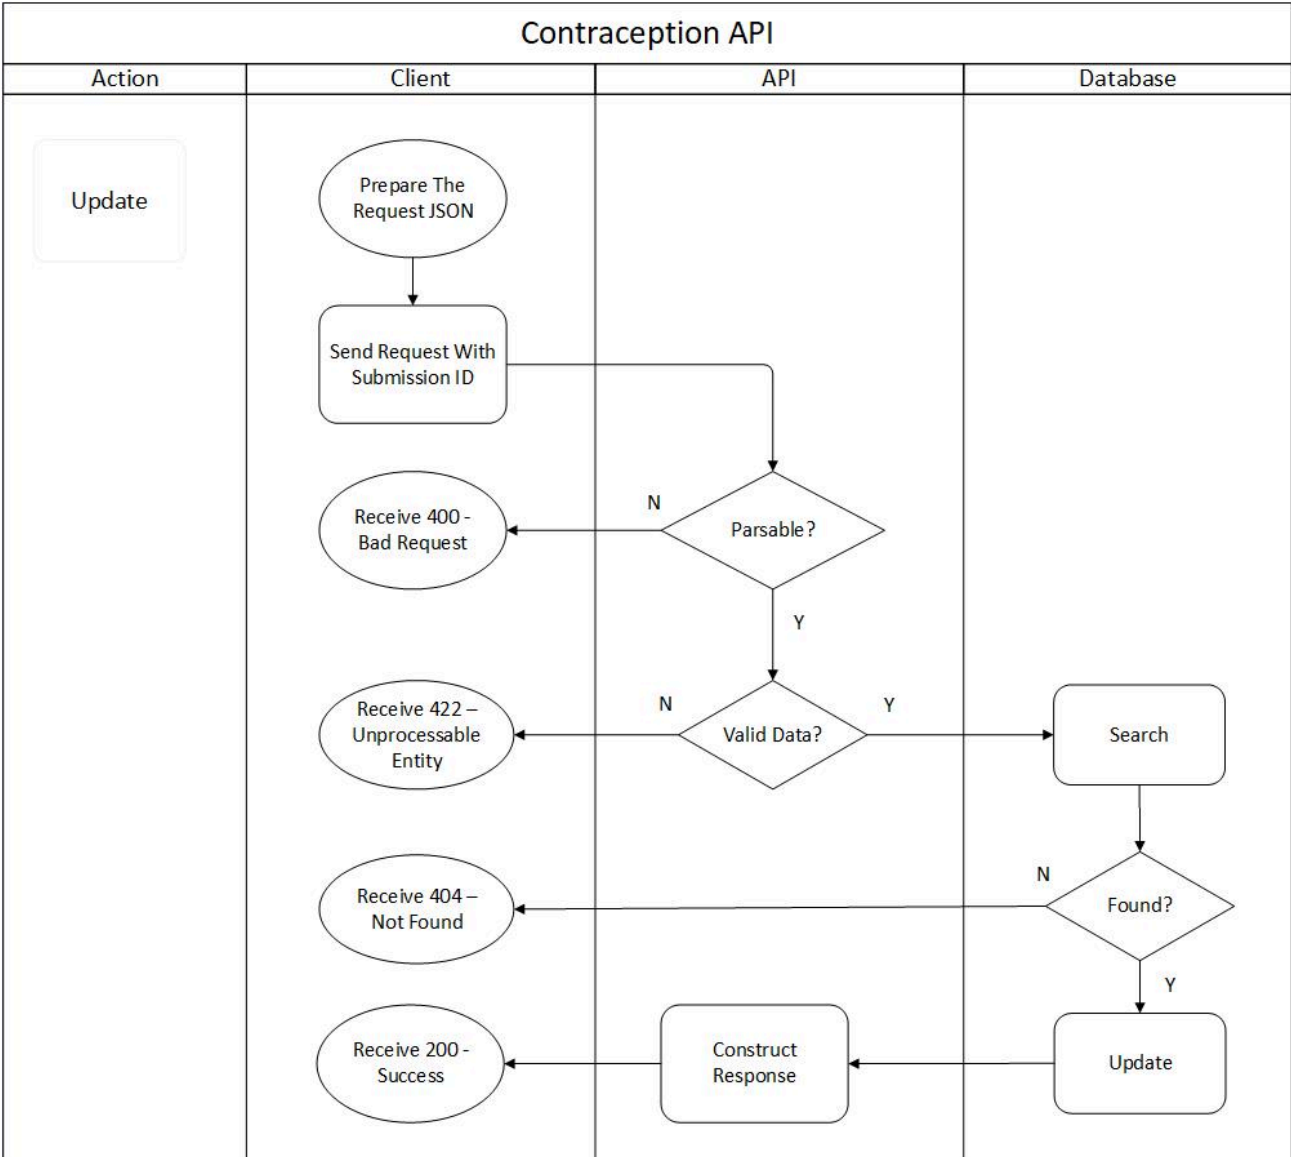 Contraception API
Action
Client
API
Database
Update
Prepare The
Request JSON
Send Request With
Submission ID
Receive 400 -
Bad Request
N
Parsable?
Y
Receive 422 –
Unprocessable
Entity
N
Valid Data?
Y
Search
Receive 404 –
Not Found
N
Found?
Y
Receive 200 -
Success
Construct
Response
Update